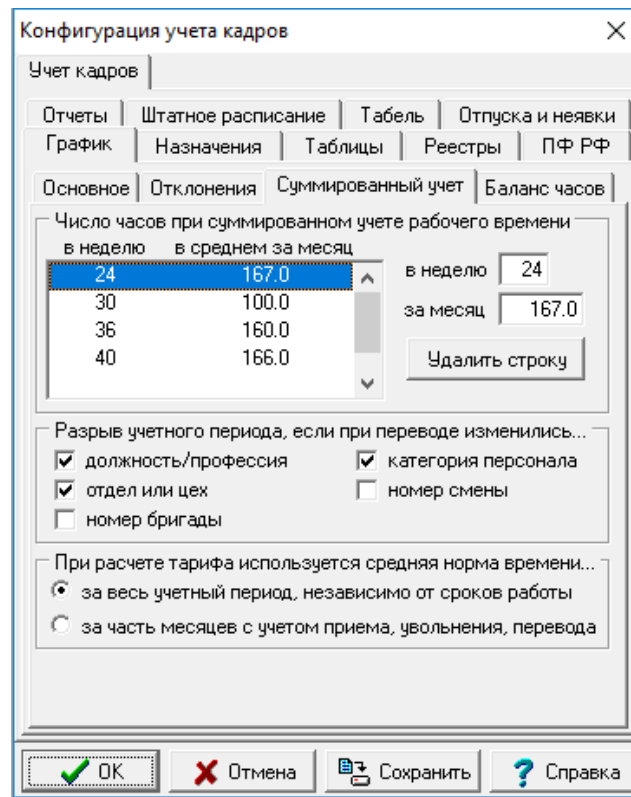 Конфигурация учета кадров
Учет кадров
Отчеты Штатное расписание Табель Отпуска и неявки
График Назначения Таблицы Реестры ПФ РФ
Основное Отклонения Суммированный учет Баланс часов
Число часов при суммированном учете рабочего времени
в неделю в среднем за месяц
24 167.0
30 100.0
36 160.0
40 166.0
в неделю 24
за месяц 167.0
Удалить строку
Разрыв учетного периода, если при переводе изменились...
должность/профессия категория персонала
отдел или цех номер смены
номер бригады
При расчете тарифа используется средняя норма времени...
за весь учетный период, независимо от сроков работы
за часть месяцев с учетом приема, увольнения, перевода
OK Отмена Сохранить Справка